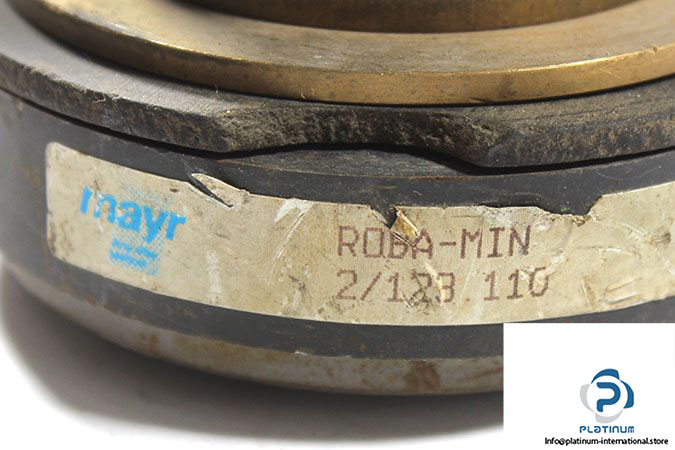 mayr
ROBA-MIN
2/123.110
PLATINUM
Info@platinum-international.store